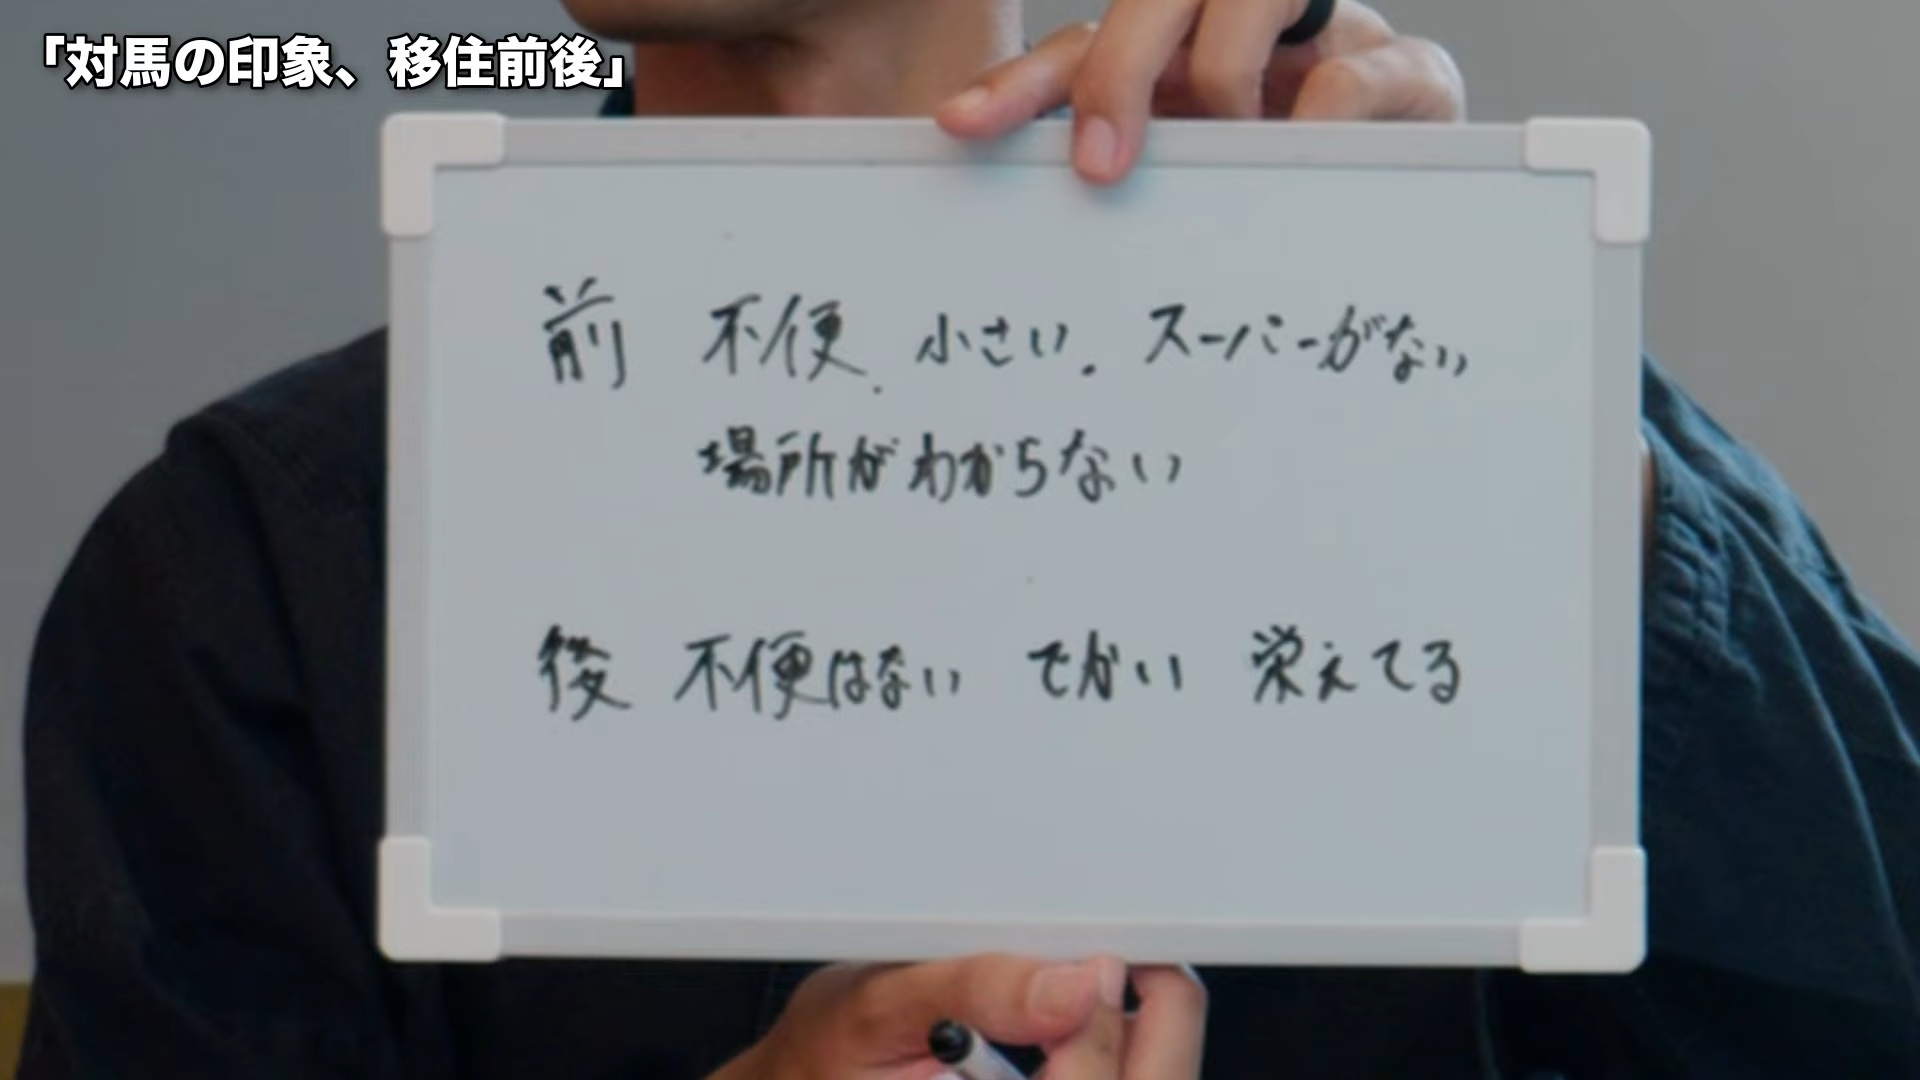 「対馬の印象、移住前後」
前 不便、小さい、スーパーがない
場所がわからない
後 不便はない でかい 栄えてる